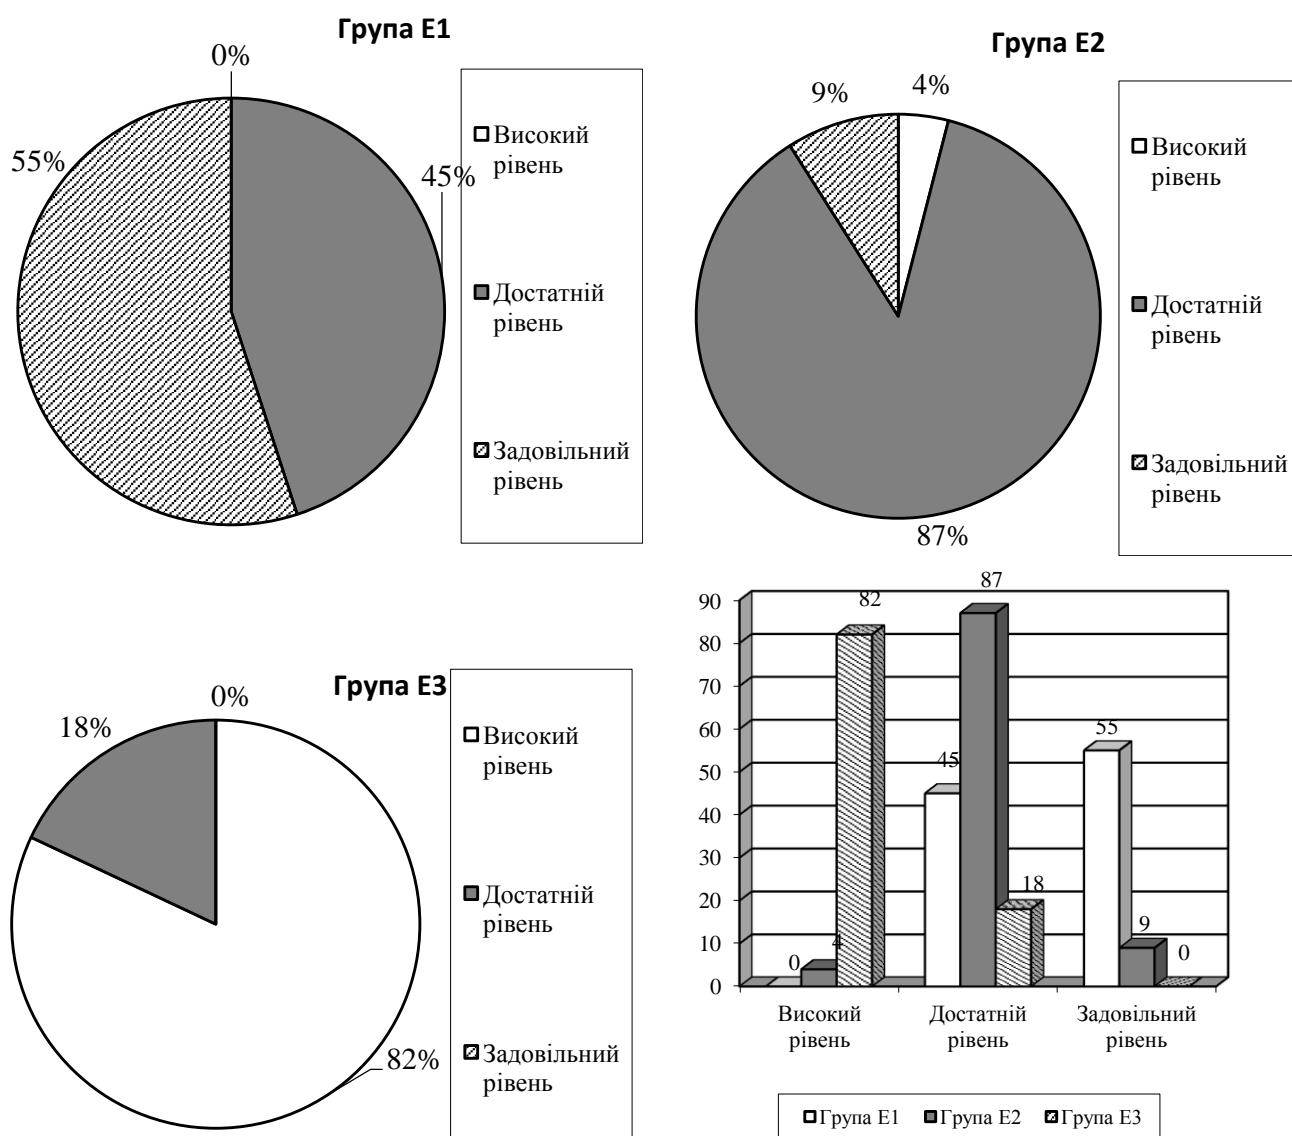 Група Е1
0%
55%
45%
Високий
рівень
Достатній
рівень
Задовільний
рівень
Група Е2
9%
4%
87%
Високий
рівень
Достатній
рівень
Задовільний
рівень
Група Е3
0%
18%
82%
Високий
рівень
Достатній
рівень
Задовільний
рівень
90
80
70
60
50
40
30
20
10
0
0
4
82
45
87
18
55
9
0
Високий
рівень
Достатній
рівень
Задовільний
рівень
Група Е1 Група Е2 Група Е3